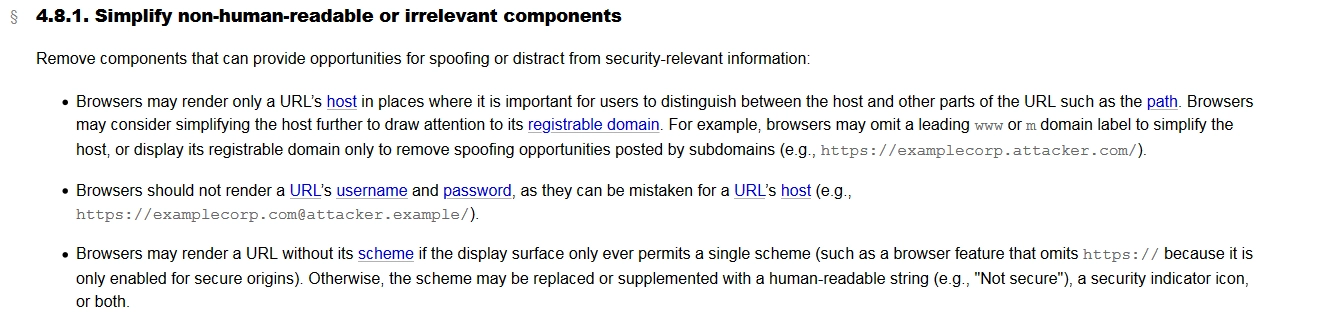 § 4.8.1. Simplify non-human-readable or irrelevant components
Remove components that can provide opportunities for spoofing or distract from security-relevant information:
• Browsers may render only a URL's host in places where it is important for users to distinguish between the host and other parts of the URL such as the path. Browsers
may consider simplifying the host further to draw attention to its registrable domain. For example, browsers may omit a leading www or m domain label to simplify the
host, or display its registrable domain only to remove spoofing opportunities posted by subdomains (e.g., https://examplecorp.attacker.com/).
• Browsers should not render a URL's username and password, as they can be mistaken for a URL's host (e.g.,
https://examplecorp.com@attacker.example/).
• Browsers may render a URL without its scheme if the display surface only ever permits a single scheme (such as a browser feature that omits https:// because it is
only enabled for secure origins). Otherwise, the scheme may be replaced or supplemented with a human-readable string (e.g., "Not secure"), a security indicator icon,
or both.